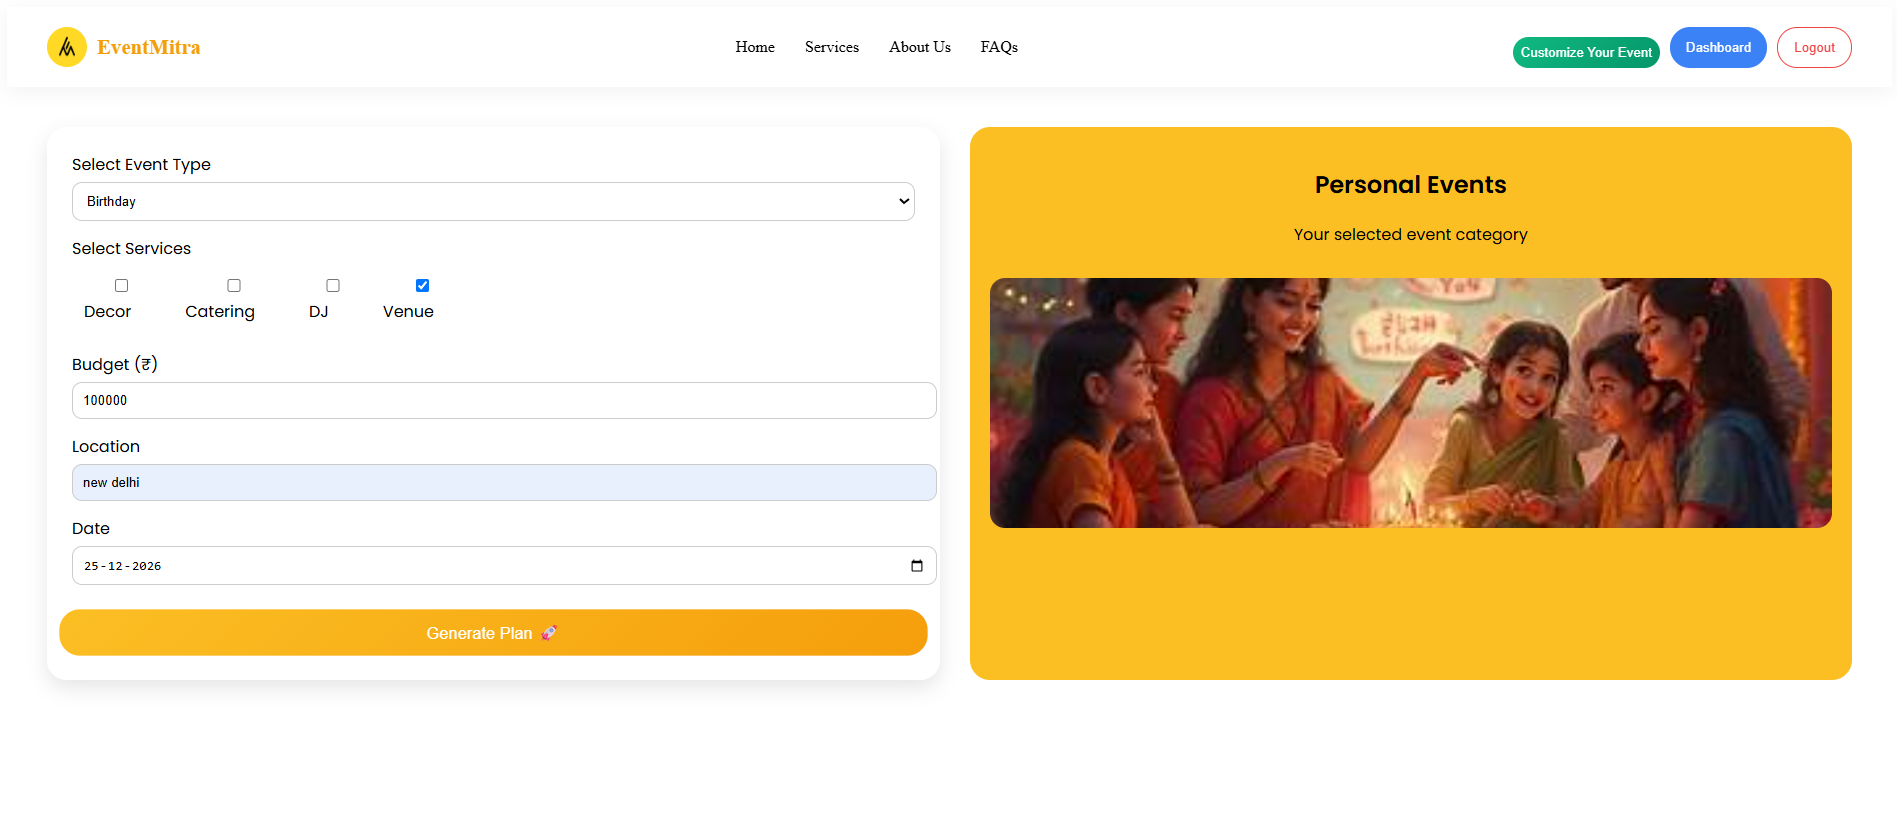 EventMitra
Home Services About Us FAQs
Customize Your Event Dashboard Logout
Select Event Type
Birthday
Select Services
Decor Catering DJ Venue
Budget (₹)
100000
Location
new delhi
Date
25-12-2026
Generate Plan 🚀
Personal Events
Your selected event category
You